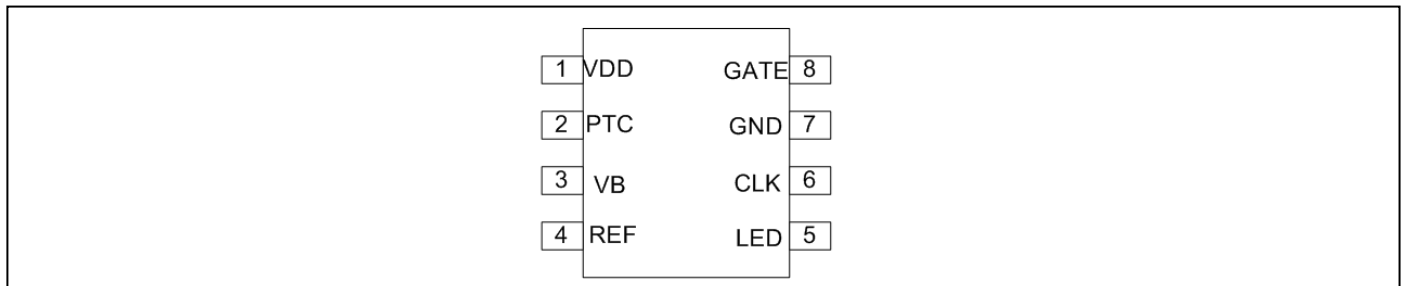 1 VDD GATE 8
2 PTC GND 7
3 VB CLK 6
4 REF LED 5